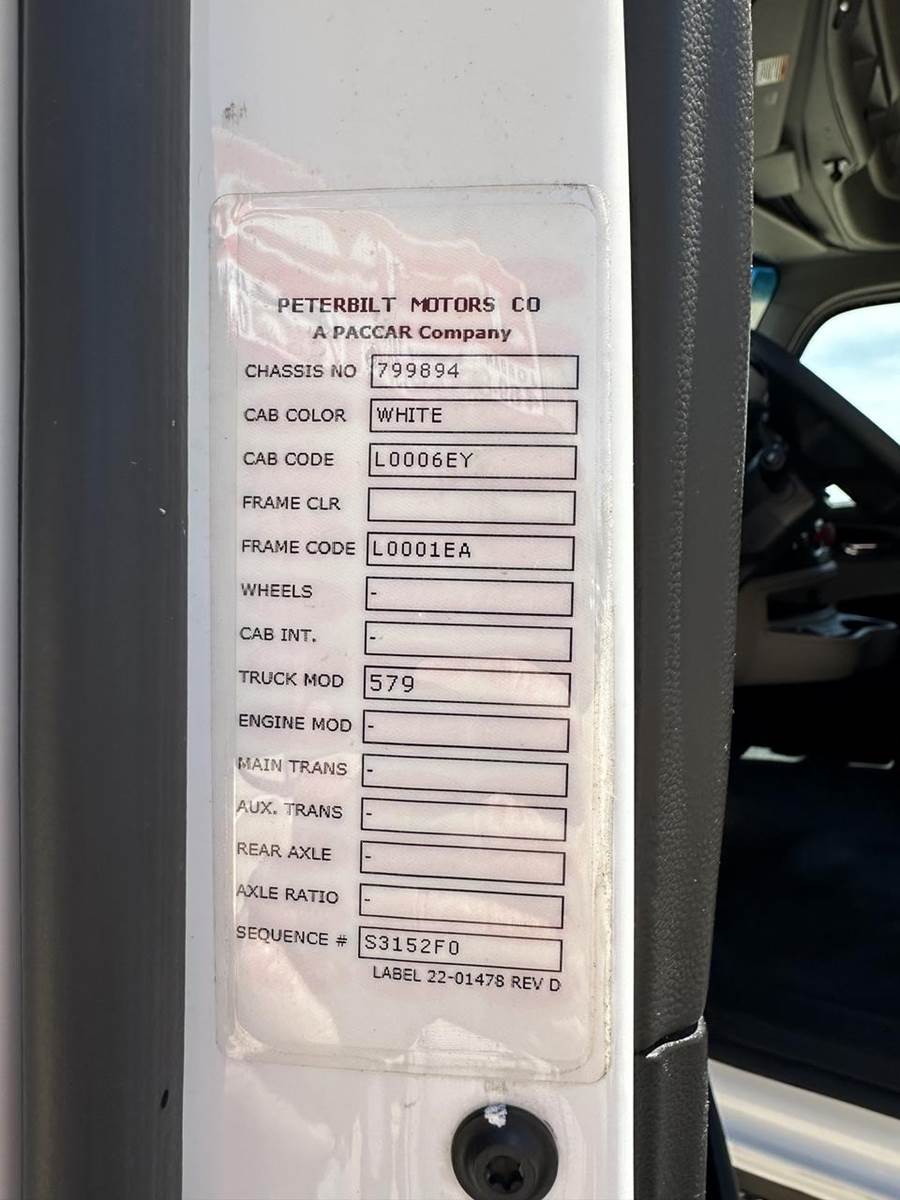 PETERBILT MOTORS CO
A PACCAR Company
CHASSIS NO 799894
CAB COLOR WHITE
CAB CODE L0006EY
FRAME CLR
FRAME CODE L0001EA
WHEELS -
CAB INT. -
TRUCK MOD 579
ENGINE MOD -
MAIN TRANS -
AUX. TRANS -
REAR AXLE -
AXLE RATIO -
SEQUENCE # S3152F0
LABEL 22-01478 REV D